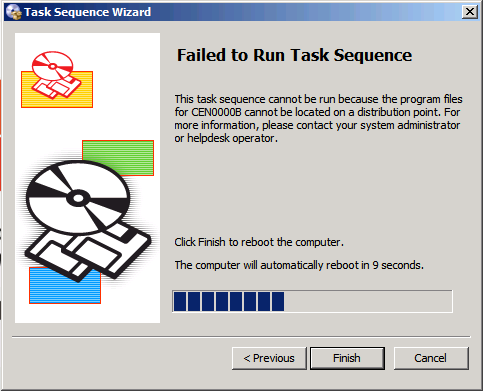 Task Sequence Wizard
Failed to Run Task Sequence
This task sequence cannot be run because the program files
for CEN0000B cannot be located on a distribution point. For
more information, please contact your system administrator
or helpdesk operator.
Click Finish to reboot the computer.
The computer will automatically reboot in 9 seconds.
< Previous
Finish
Cancel